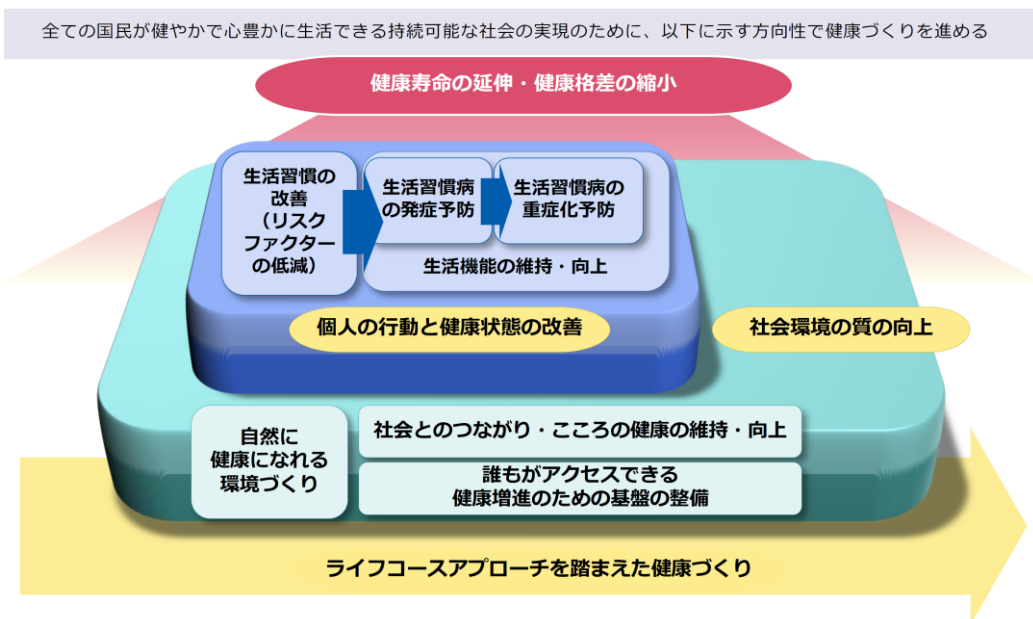 全ての国民が健やかで心豊かに生活できる持続可能な社会の実現のために、以下に示す方向性で健康づくりを進める
健康寿命の延伸・健康格差の縮小
生活習慣の
改善
（リスク
ファクター
の低減）
生活習慣病
の発症予防
生活習慣病の
重症化予防
生活機能の維持・向上
個人の行動と健康状態の改善
社会環境の質の向上
自然に
健康になれる
環境づくり
社会とのつながり・こころの健康の維持・向上
誰もがアクセスできる
健康増進のための基盤の整備
ライフコースアプローチを踏まえた健康づくり